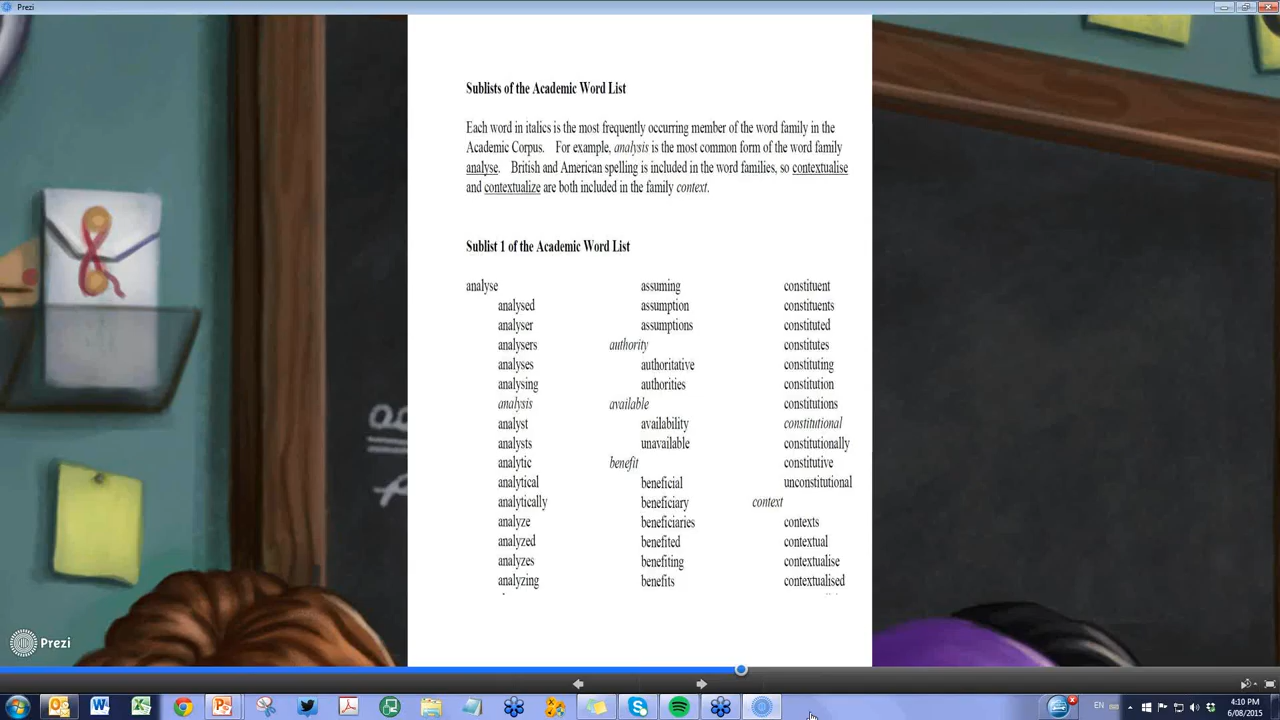 Prezi
Sublists of the Academic Word List
Each word in italics is the most frequently occurring member of the word family in the
Academic Corpus. For example, analysis is the most common form of the word family
analyse. British and American spelling is included in the word families, so contextualise
and contextualize are both included in the family context.
Sublist 1 of the Academic Word List
analyse
analysed
analyser
analysers
analyses
analysing
analysis
analyst
analysts
analytic
analytical
analytically
analyze
analyzed
analyzes
analyzing
assuming
assumption
assumptions
authority
authoritative
authorities
available
availability
unavailable
benefit
beneficial
beneficiary
beneficiaries
benefited
benefiting
benefits
constituent
constituents
constituted
constitutes
constituting
constitution
constitutions
constitutional
constitutionally
constitutive
unconstitutional
context
contexts
contextual
contextualise
contextualised
Prezi
EN
4:10 PM
6/08/2015